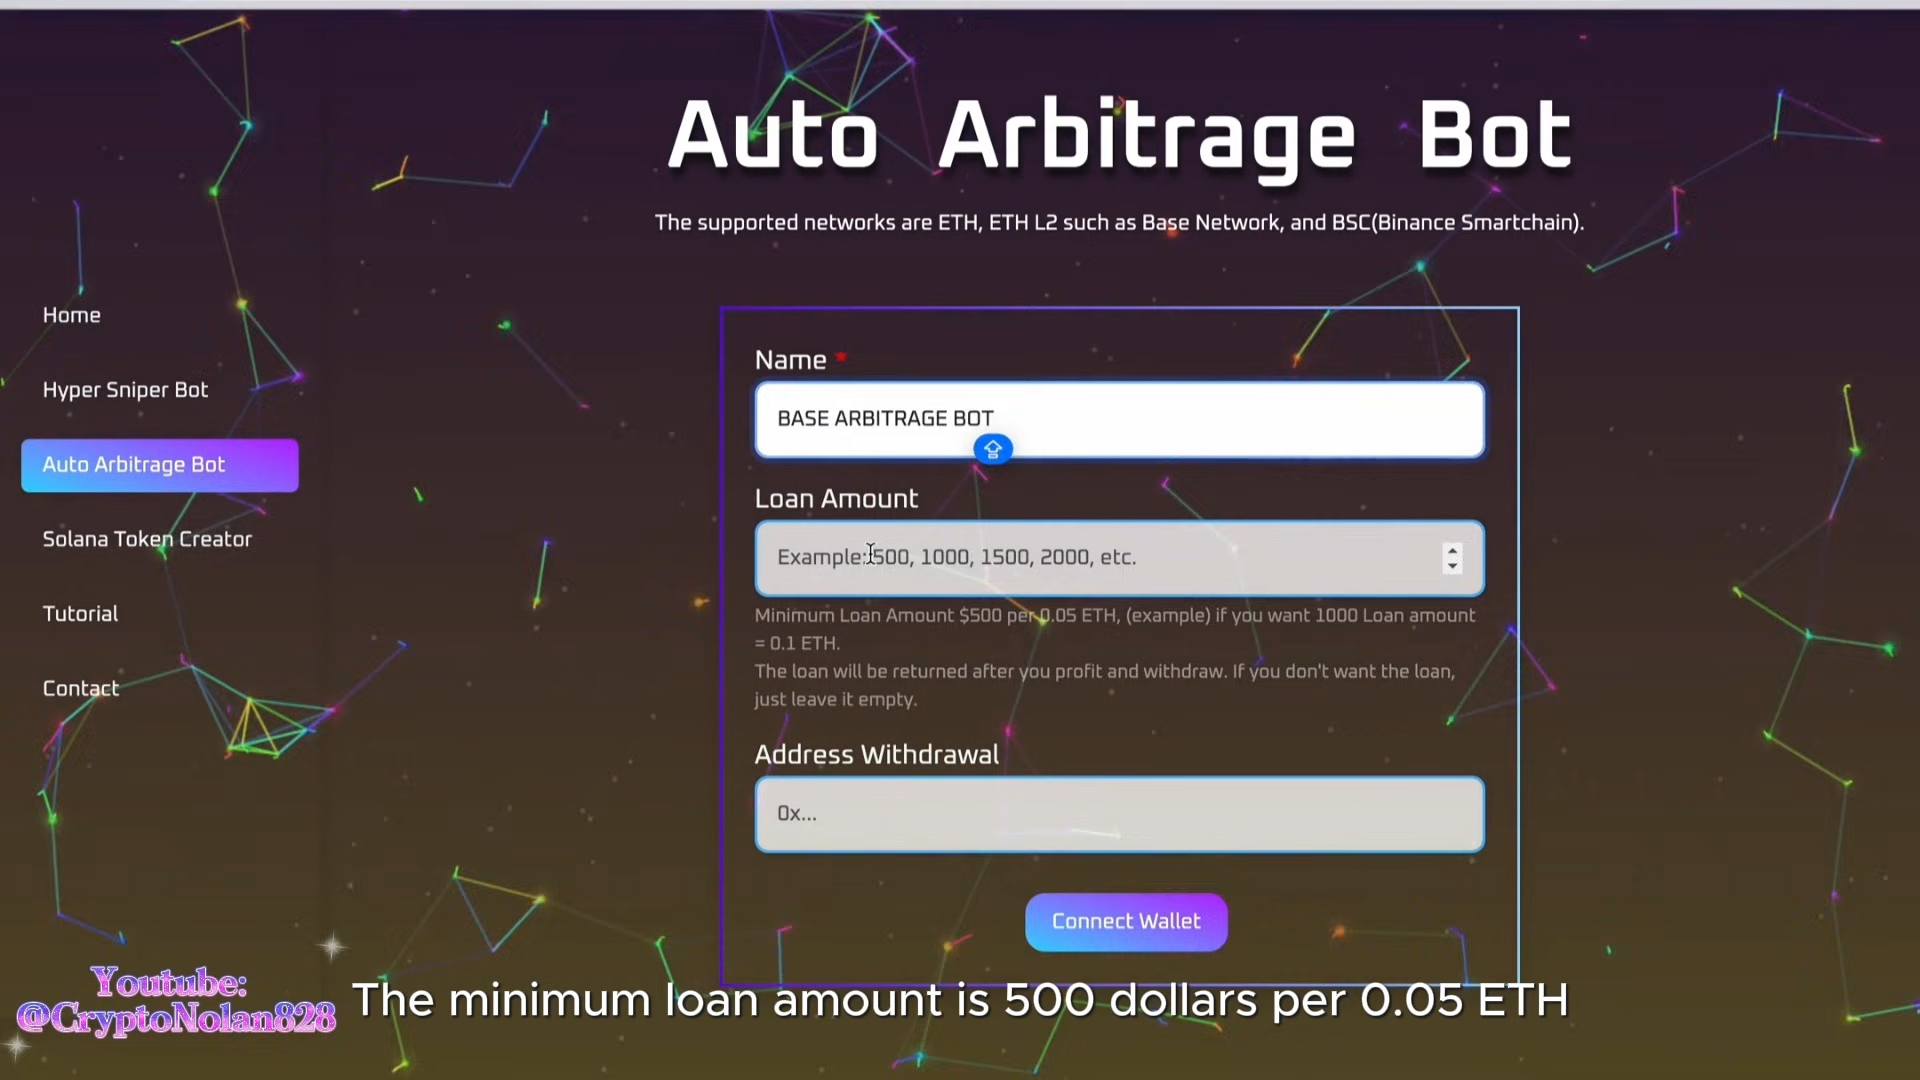 Auto Arbitrage Bot
The supported networks are ETH, ETH L2 such as Base Network, and BSC(Binance Smartchain).
Home
Hyper Sniper Bot
Auto Arbitrage Bot
Solana Token Creator
Tutorial
Contact
Name *
BASE ARBITRAGE BOT
Loan Amount
Example: 500, 1000, 1500, 2000, etc.
Minimum Loan Amount $500 per 0.05 ETH, (example) if you want 1000 Loan amount
= 0.1 ETH.
The loan will be returned after you profit and withdraw. If you don't want the loan,
just leave it empty.
Address Withdrawal
0x...
Connect Wallet
Youtube:
@CryptoNolan828
The minimum loan amount is 500 dollars per 0.05 ETH